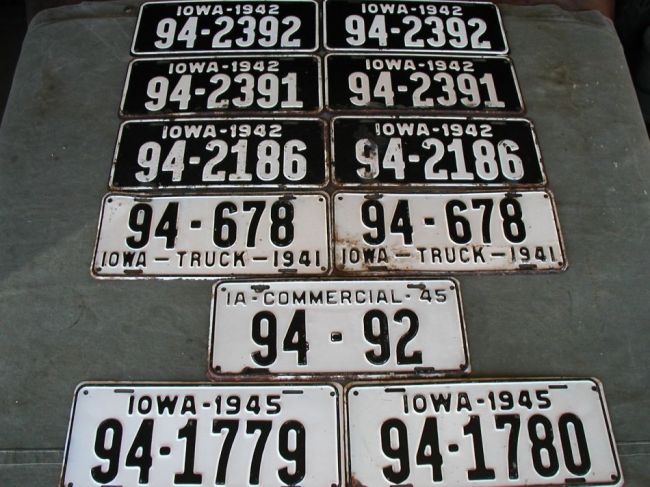 IOWA-1942
94-2392
IOWA-1942
94-2392
IOWA-1942
94-2391
IOWA-1942
94-2391
IOWA-1942
94-2186
IOWA-1942
94-2186
94-678
IOWA-TRUCK-1941
94-678
IOWA-TRUCK-1941
IA-COMMERCIAL-45
94-92
IOWA-1945
94-1779
IOWA-1945
94-1780